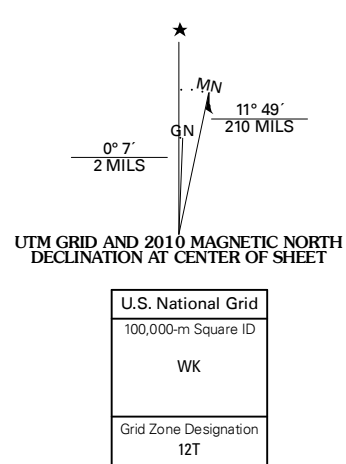 ★
MN
GN
11° 49´
210 MILS
0° 7´
2 MILS
UTM GRID AND 2010 MAGNETIC NORTH
DECLINATION AT CENTER OF SHEET
U.S. National Grid
100,000-m Square ID
WK
Grid Zone Designation
12T